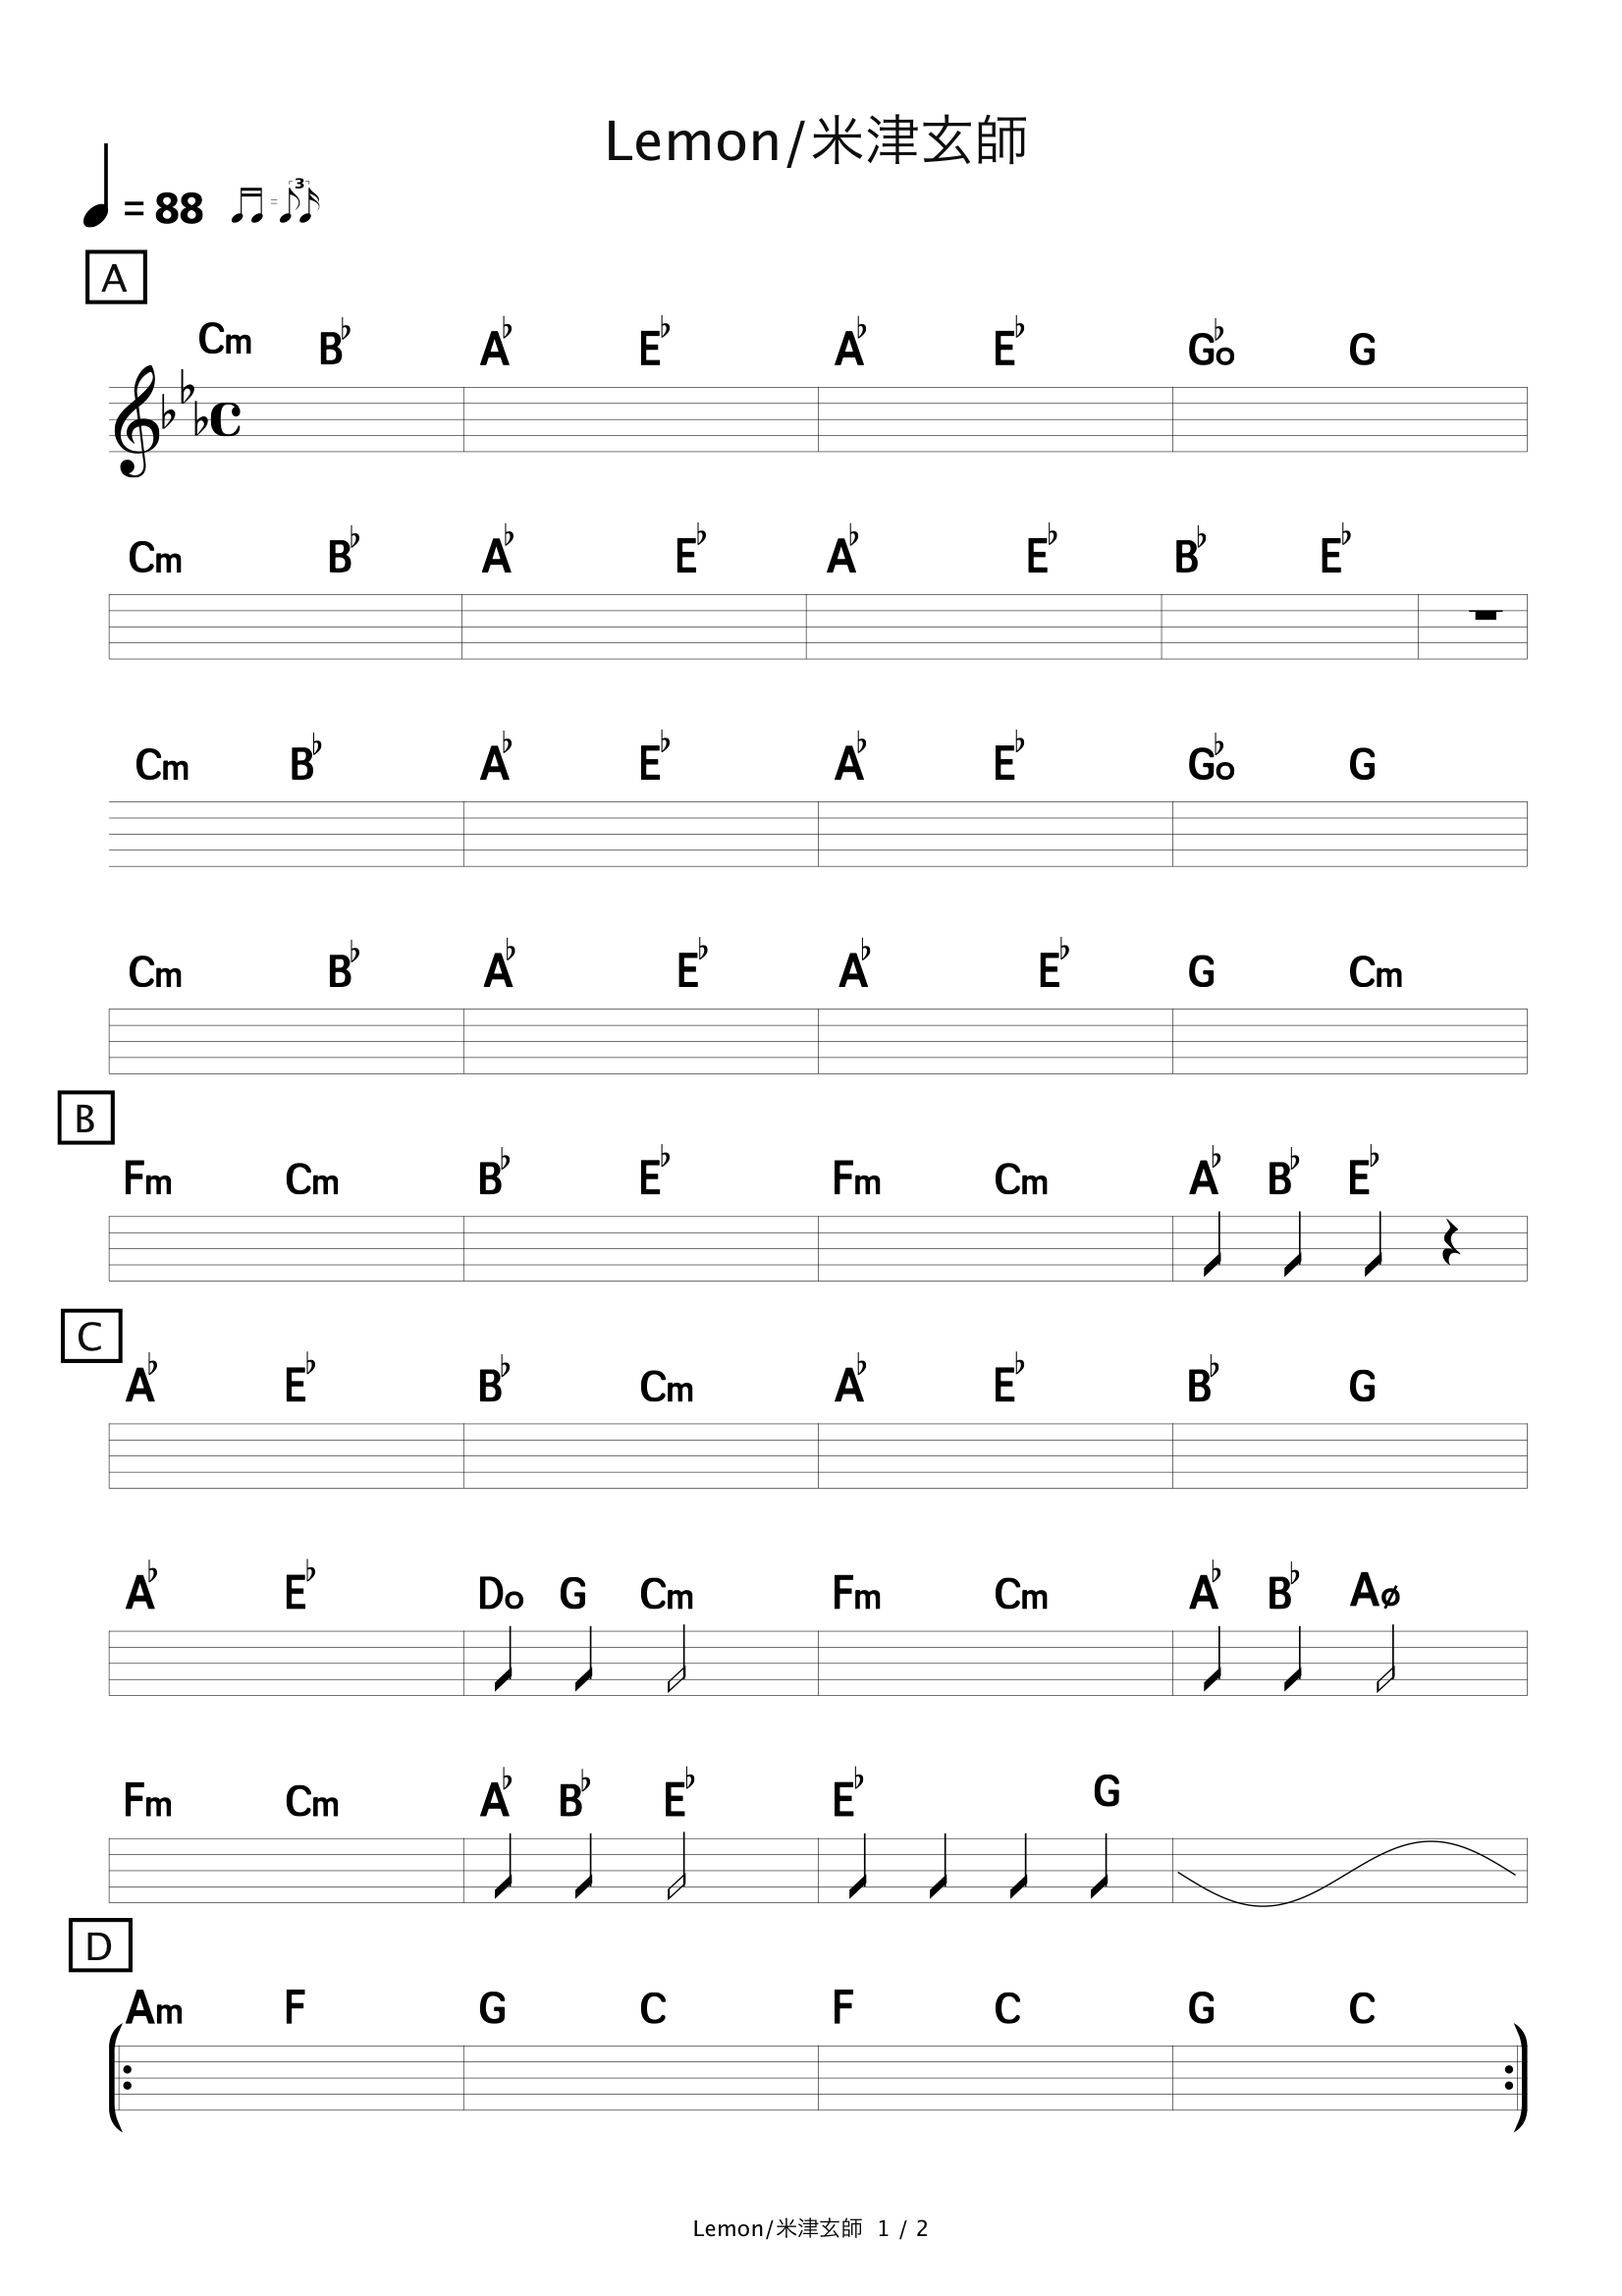 Lemon/米津玄師
= 88 = 3
A
Cm B♭ A♭ E♭ A♭ E♭ G♭o G
Cm B♭ A♭ E♭ A♭ E♭ B♭ E♭
Cm B♭ A♭ E♭ A♭ E♭ G♭o G
Cm B♭ A♭ E♭ A♭ E♭ G Cm
B
Fm Cm B♭ E♭ Fm Cm A♭ B♭ E♭
C
A♭ E♭ B♭ Cm A♭ E♭ B♭ G
A♭ E♭ Do G Cm Fm Cm A♭ B♭ Aø
Fm Cm A♭ B♭ E♭ E♭ G
D
Am F G C F C G C
Lemon/米津玄師 1 / 2